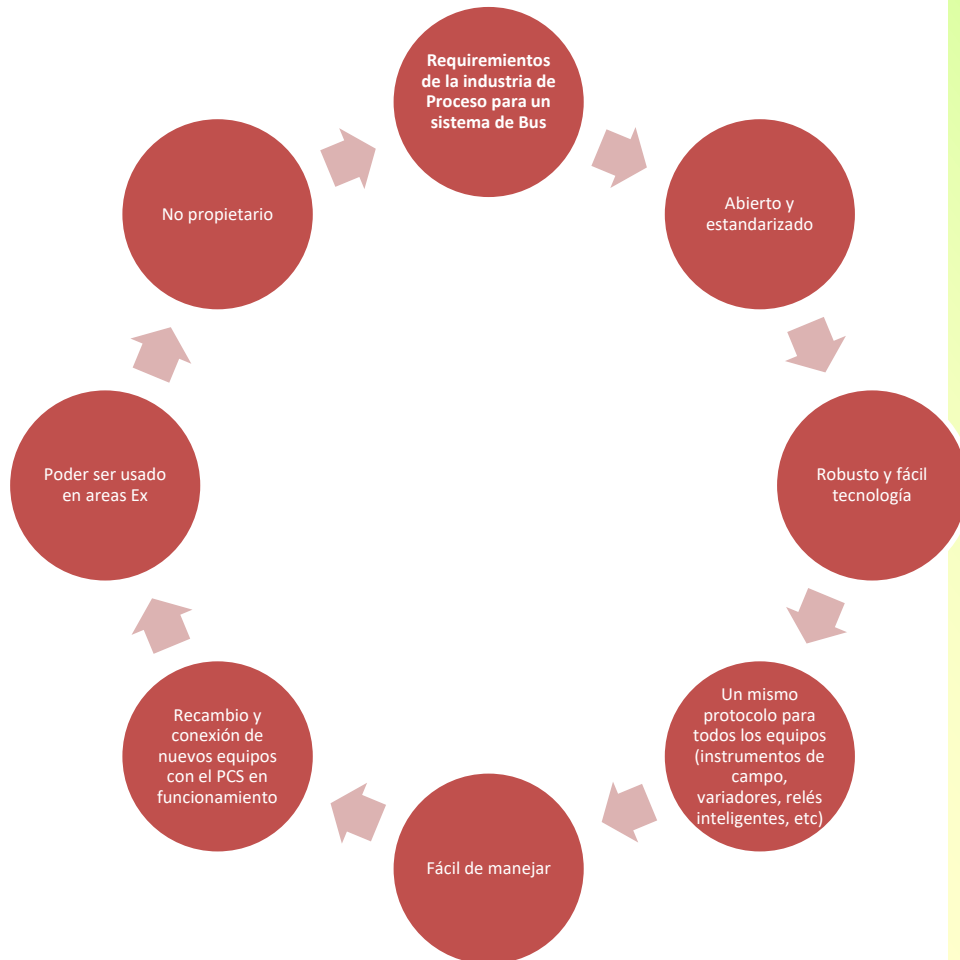 Requiremientos
de la industria de
Proceso para un
sistema de Bus
Abierto y
estandarizado
Robusto y fácil
tecnología
Un mismo
protocolo para
todos los equipos
(instrumentos de
campo,
variadores, relés
inteligentes, etc)
Fácil de manejar
Recambio y
conexión de
nuevos equipos
con el PCS en
funcionamiento
Poder ser usado
en areas Ex
No propietario